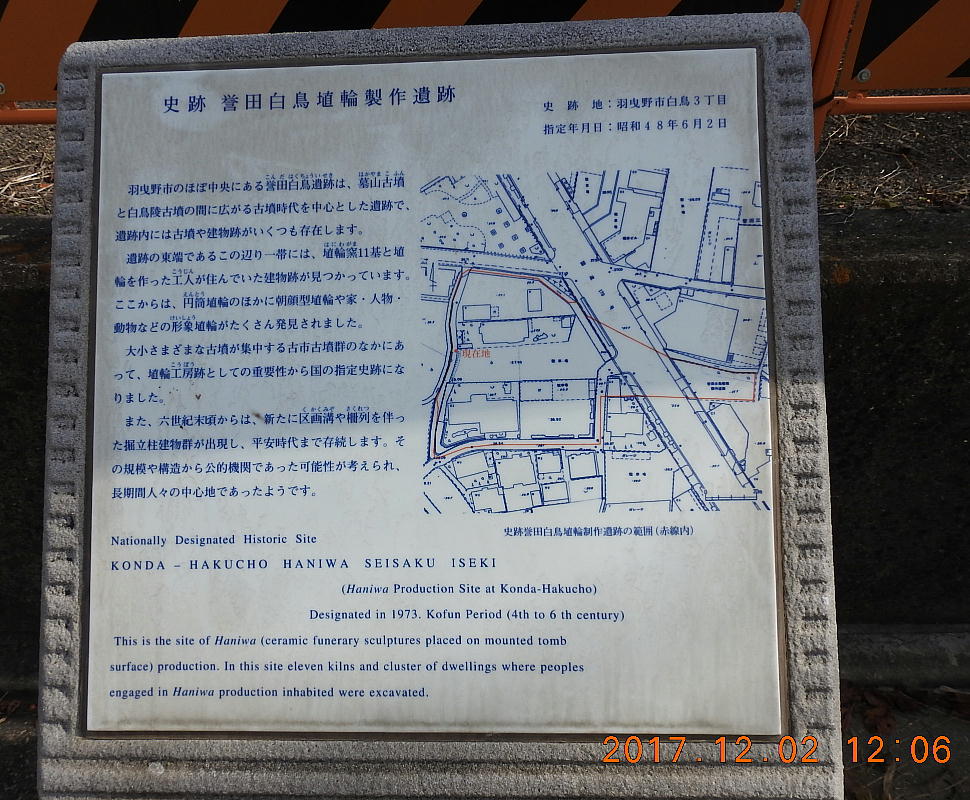 史跡 誉田白鳥埴輪製作遺跡
史 跡 地：羽曳野市白鳥３丁目
指定年月日：昭和４８年６月２日
羽曳野市のほぼ中央にある誉田白鳥遺跡は、墓山古墳
と白鳥陵古墳の間に広がる古墳時代を中心とした遺跡で、
遺跡内には古墳や建物跡がいくつも存在します。
遺跡の東端であるこの辺り一帯には、埴輪窯11基と埴
輪を作った工人が住んでいた建物跡が見つかっています。
ここからは、円筒埴輪のほかに朝顔型埴輪や家・人物・
動物などの形象埴輪がたくさん発見されました。
大小さまざまな古墳が集中する古市古墳群のなかにあ
って、埴輪工房跡としての重要性から国の指定史跡にな
りました。
また、六世紀末頃からは、新たに区画溝や柵列を伴っ
た掘立柱建物群が出現し、平安時代まで存続します。そ
の規模や構造から公的機関であった可能性が考えられ、
長期間人々の中心地であったようです。
現在地
史跡誉田白鳥埴輪制作遺跡の範囲（赤線内）
Nationally Designated Historic Site
KONDA – HAKUCHO HANIWA SEISAKU ISEKI
(Haniwa Production Site at Konda-Hakucho)
Designated in 1973. Kofun Period (4th to 6 th century)
This is the site of Haniwa (ceramic funerary sculptures placed on mounted tomb
surface) production. In this site eleven kilns and cluster of dwellings where peoples
engaged in Haniwa production inhabited were excavated.
2017.12.02 12:06